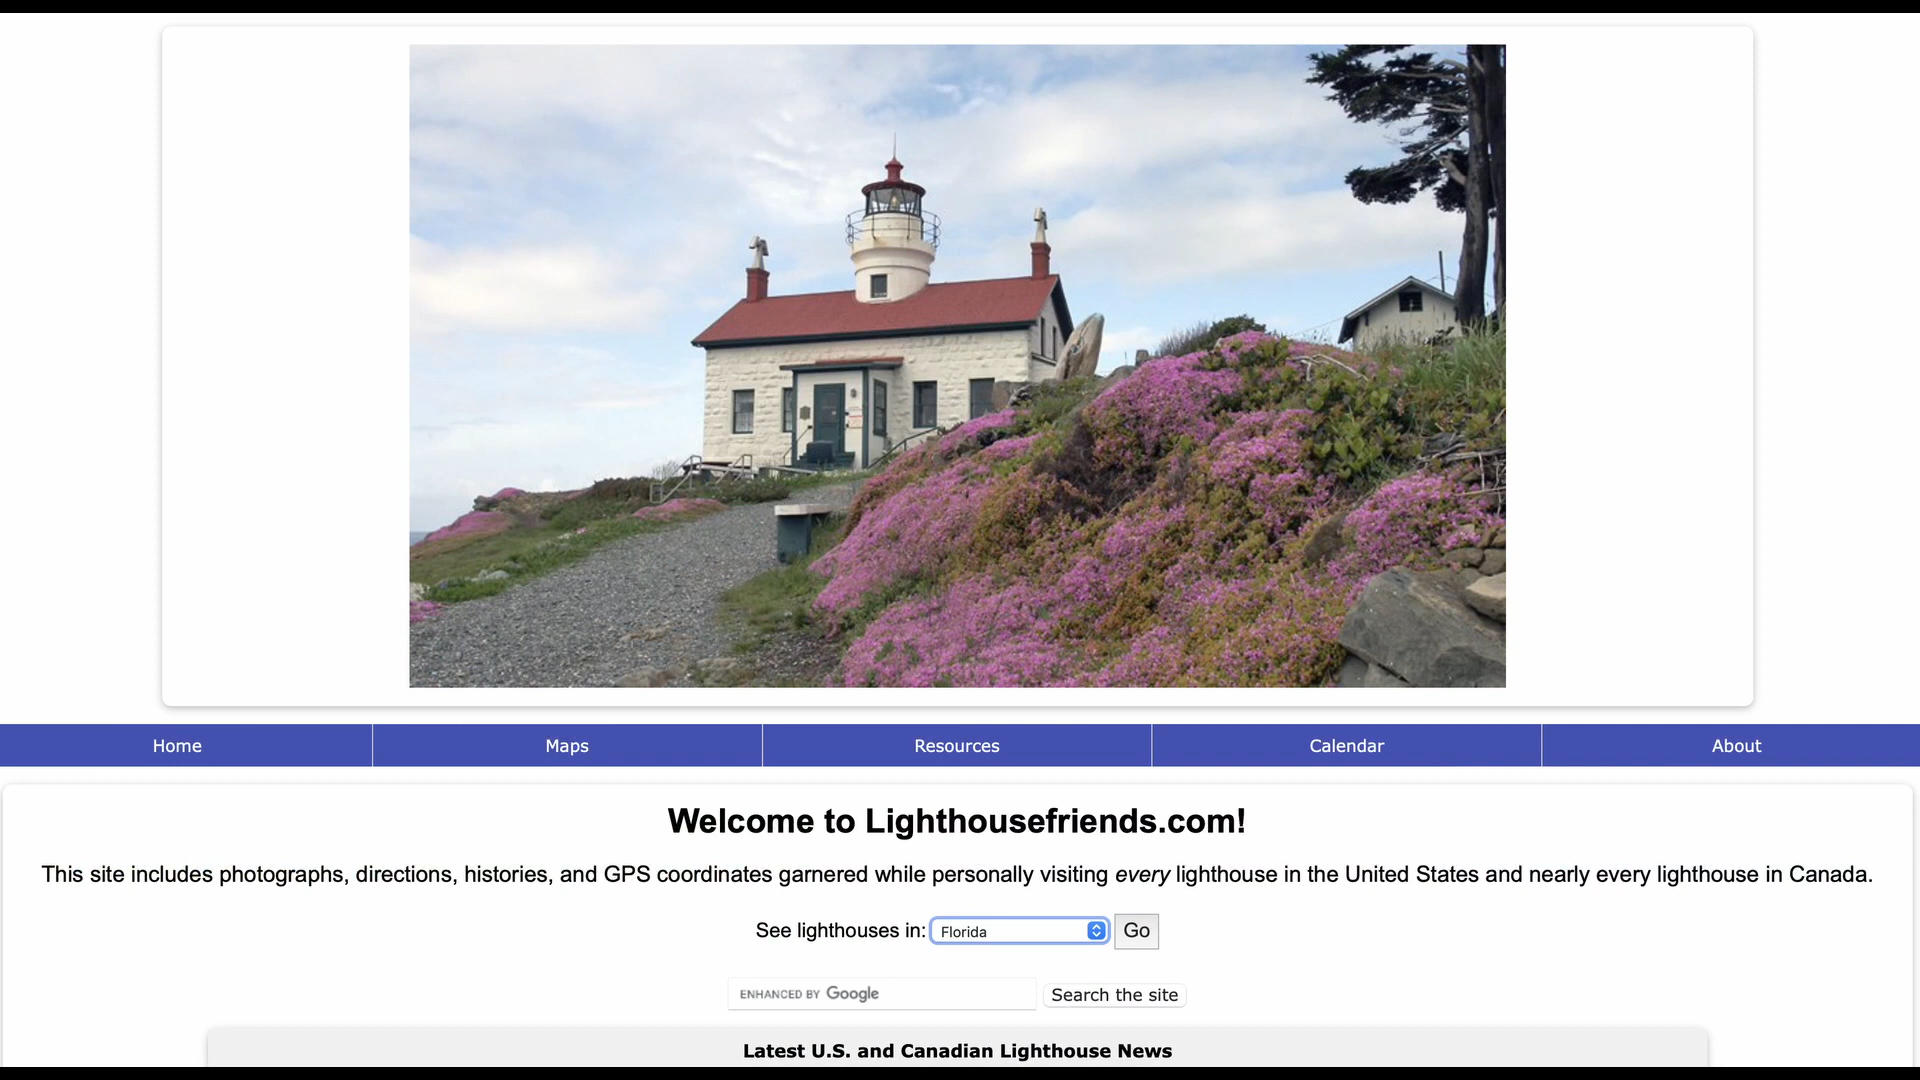 Home
Maps
Resources
Calendar
About
Welcome to Lighthousefriends.com!
This site includes photographs, directions, histories, and GPS coordinates garnered while personally visiting every lighthouse in the United States and nearly every lighthouse in Canada.
See lighthouses in: Florida Go
ENHANCED BY Google Search the site
Latest U.S. and Canadian Lighthouse News